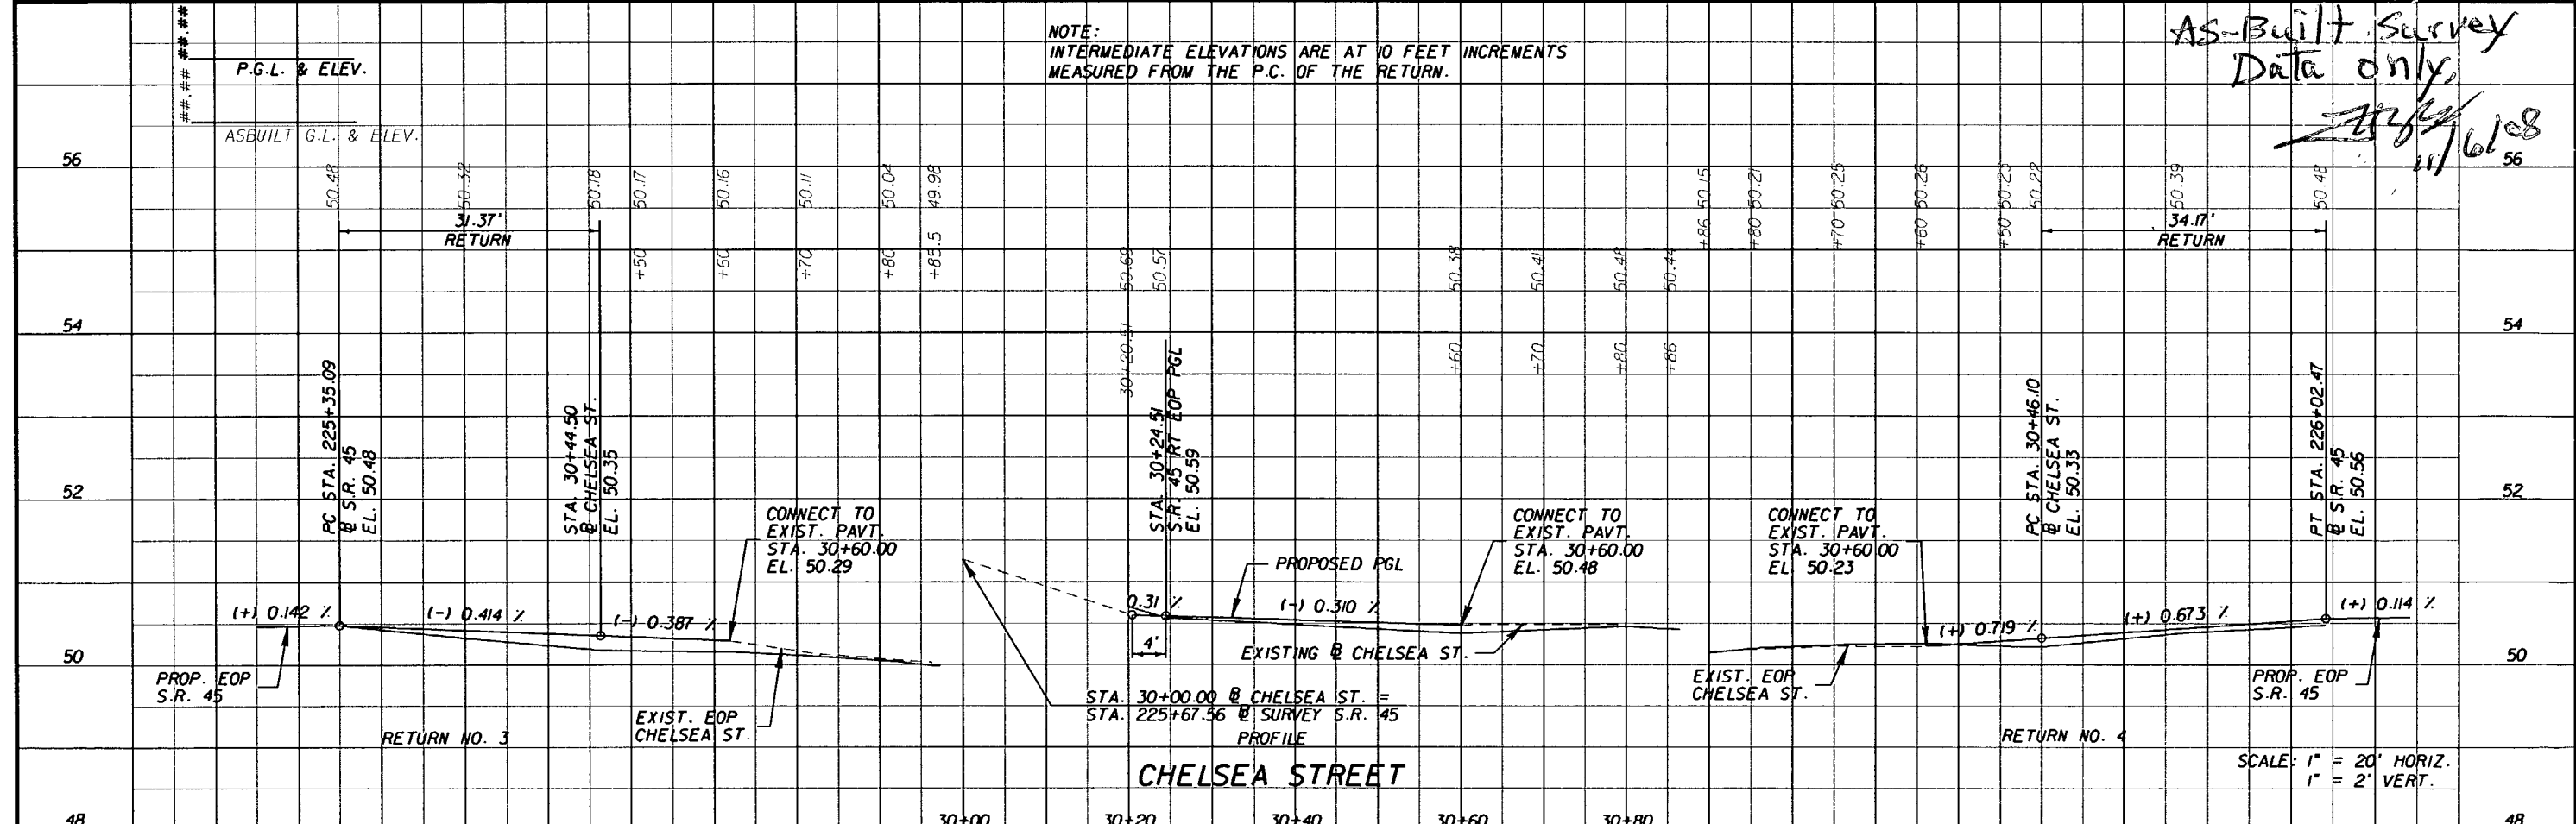 ##.## ##.##
P.G.L. & ELEV.
ASBUILT G.L. & ELEV.
NOTE:
INTERMEDIATE ELEVATIONS ARE AT 10 FEET INCREMENTS
MEASURED FROM THE P.C. OF THE RETURN.
AS-Built Survey
Data only,
11/6/08
56
56
50.48
50.32
50.18
50.17
50.16
50.11
50.04
49.98
31.37'
RETURN
+50
+60
+70
+80
+85.5
50.69
50.57
50.38
50.41
50.48
50.44
30+20.51
+60
+70
+80
+86
+86 50.15
+80 50.21
+70 50.25
+60 50.26
+50 50.23
50.22
50.39
50.48
34.17'
RETURN
54
54
PC STA. 225+35.09
℄ S.R. 45
EL. 50.48
STA. 30+44.50
℄ CHELSEA ST.
EL. 50.35
STA. 30+24.51
S.R. 45 RT EOP PGL
EL. 50.59
PC STA. 30+46.10
℄ CHELSEA ST.
EL. 50.33
PT STA. 226+02.47
℄ S.R. 45
EL. 50.56
52
52
CONNECT TO
EXIST. PAVT.
STA. 30+60.00
EL. 50.29
CONNECT TO
EXIST. PAVT.
STA. 30+60.00
EL. 50.48
CONNECT TO
EXIST. PAVT.
STA. 30+60.00
EL. 50.23
PROPOSED PGL
(+) 0.142 %
(-) 0.414 %
(-) 0.387 %
0.31 %
(-) 0.310 %
(+) 0.719 %
(+) 0.673 %
(+) 0.114 %
4'
EXISTING ℄ CHELSEA ST.
50
50
PROP. EOP
S.R. 45
EXIST. EOP
CHELSEA ST.
STA. 30+00.00 ℄ CHELSEA ST. =
STA. 225+67.56 ℄ SURVEY S.R. 45
EXIST. EOP
CHELSEA ST.
PROP. EOP
S.R. 45
RETURN NO. 3
PROFILE
RETURN NO. 4
CHELSEA STREET
SCALE: 1" = 20' HORIZ.
1" = 2' VERT.
48
30+00
30+20
30+40
30+60
30+80
48